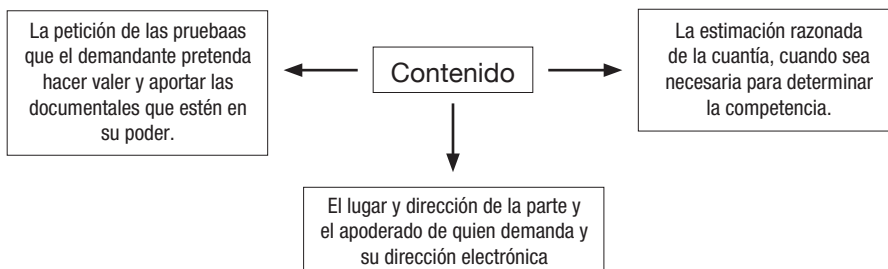 La petición de las pruebaas
que el demandante pretenda
hacer valer y aportar las
documentales que estén en
su poder.
Contenido
La estimación razonada
de la cuantía, cuando sea
necesaria para determinar
la competencia.
El lugar y dirección de la parte y
el apoderado de quien demanda y
su dirección electrónica